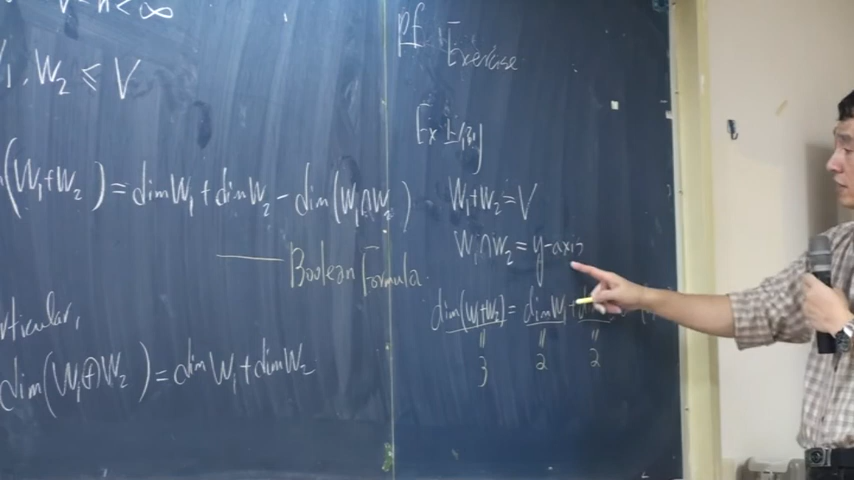 < ∞
W₂ ≤ V
(W₁+W₂) = dim W₁ + dim W₂ - dim(W₁∩W₂)
Boolean Formula.
rticular,
dim(W₁⊕W₂) = dim W₁ + dim W₂
Pf. Exercise
Ex
W₁+W₂ = V
W₁∩W₂ = y-axis
dim(W₁+W₂) = dim W₁ +
"
"
"
3
2
2